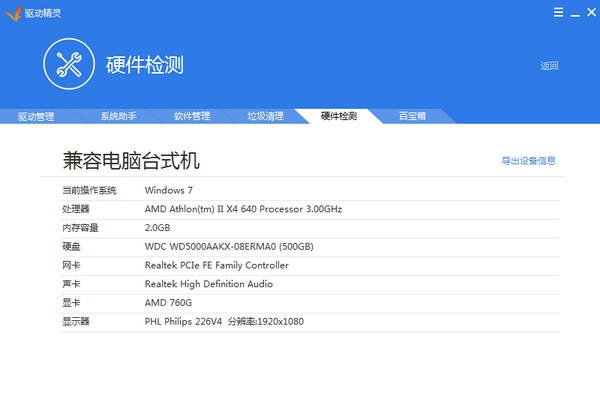 驱动精灵
硬件检测
返回
驱动管理 系统助手 软件管理 垃圾清理 硬件检测 百宝箱
兼容电脑台式机
导出设备信息
当前操作系统 Windows 7
处理器 AMD Athlon(tm) II X4 640 Processor 3.00GHz
内存容量 2.0GB
硬盘 WDC WD5000AAKX-08ERMA0 (500GB)
网卡 Realtek PCIe FE Family Controller
声卡 Realtek High Definition Audio
显卡 AMD 760G
显示器 PHL Philips 226V4 分辨率:1920x1080